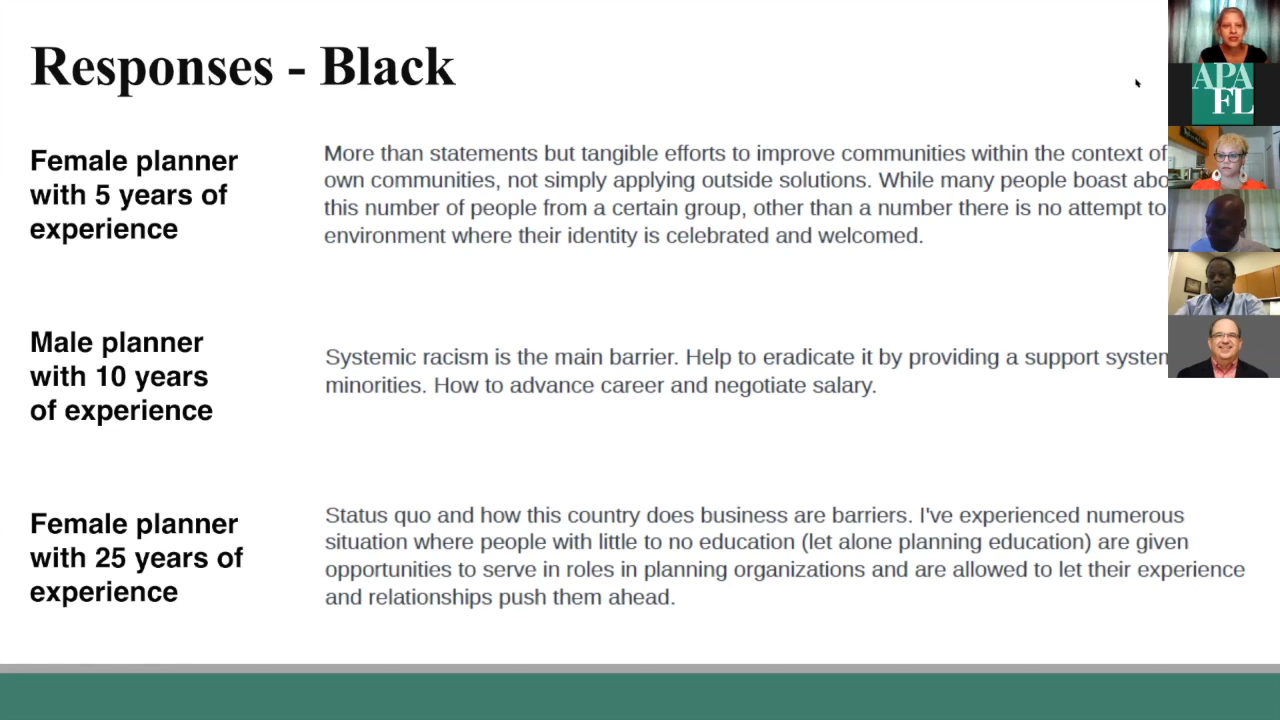 Responses - Black
Female planner
with 5 years of
experience
More than statements but tangible efforts to improve communities within the context of
own communities, not simply applying outside solutions. While many people boast
this number of people from a certain group, other than a number there is no attempt to
environment where their identity is celebrated and welcomed.
Male planner
with 10 years
of experience
Systemic racism is the main barrier. Help to eradicate it by providing a support
minorities. How to advance career and negotiate salary.
Female planner
with 25 years of
experience
Status quo and how this country does business are barriers. I've experienced numerous
situation where people with little to no education (let alone planning education) are given
opportunities to serve in roles in planning organizations and are allowed to let their experience
and relationships push them ahead.
APA
FL